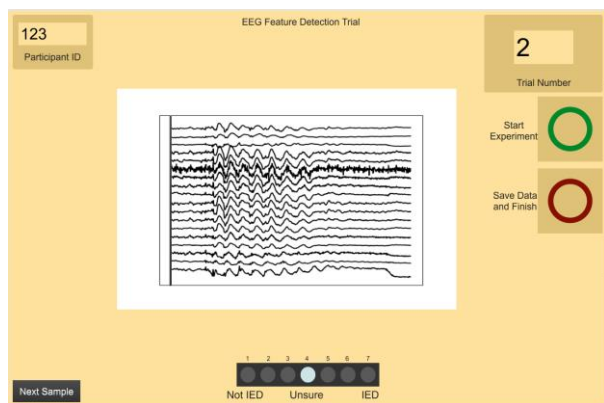 EEG Feature Detection Trial
123
Participant ID
2
Trial Number
Start
Experiment
Save Data
and Finish
1 2 3 4 5 6 7
Not IED Unsure IED
Next Sample